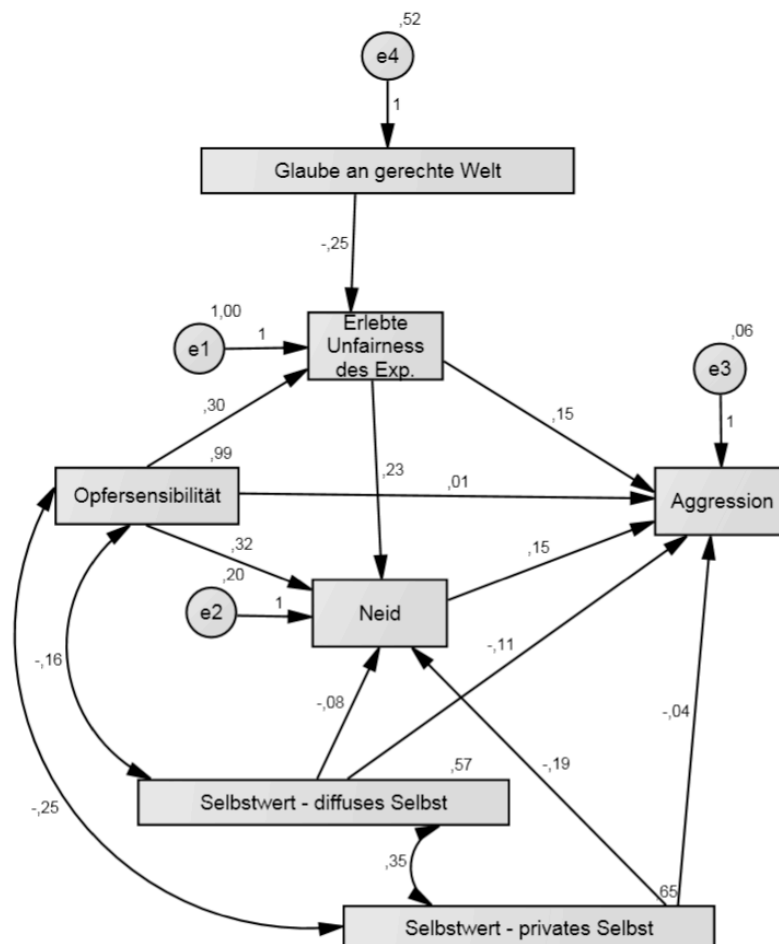 ,52
e4
1
Glaube an gerechte Welt
-,25
1,00
e1
1
Erlebte
Unfairness
des Exp.
,06
e3
1
,30
,15
,99
Opfersensibilität
,01
,23
Aggression
,32
,15
,20
e2
1
Neid
-,11
-,16
-,08
-,04
-,19
,57
Selbstwert - diffuses Selbst
-,25
,35
,65
Selbstwert - privates Selbst